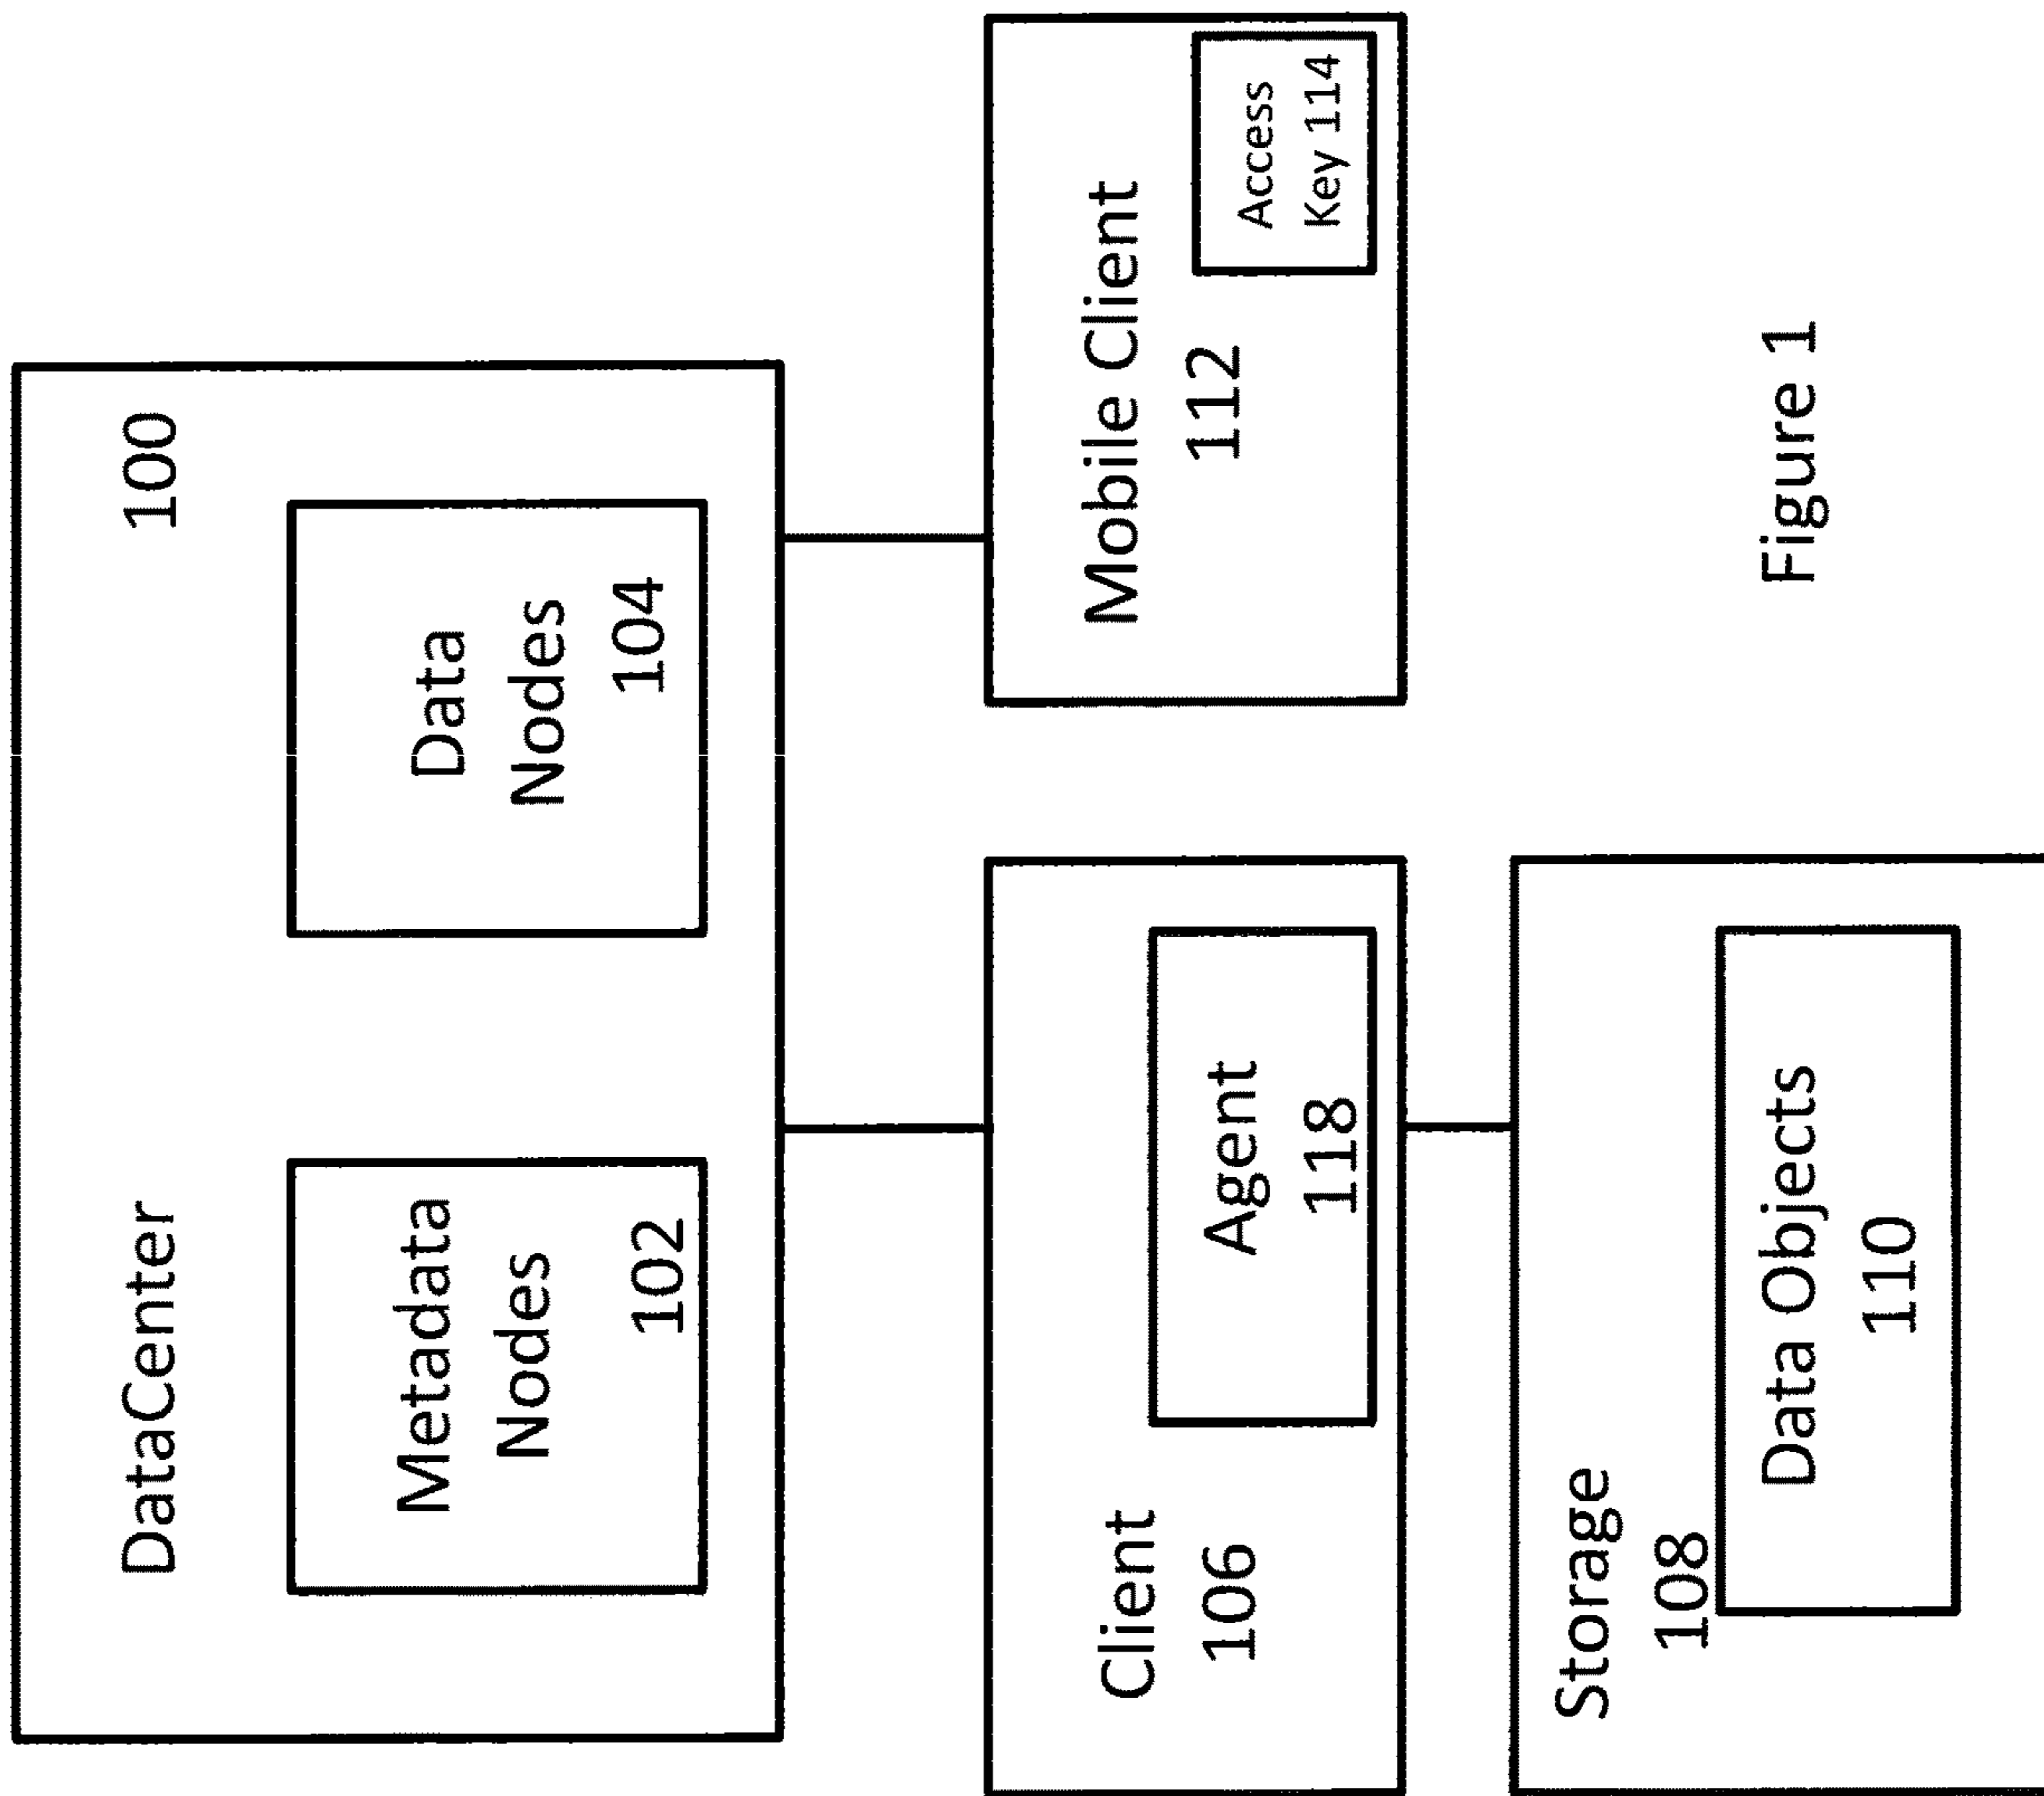 DataCenter
100
Metadata
Nodes
102
Data
Nodes
104
Client
106
Agent
118
Mobile Client
112
Access
Key 114
Storage
108
Data Objects
110
Figure 1